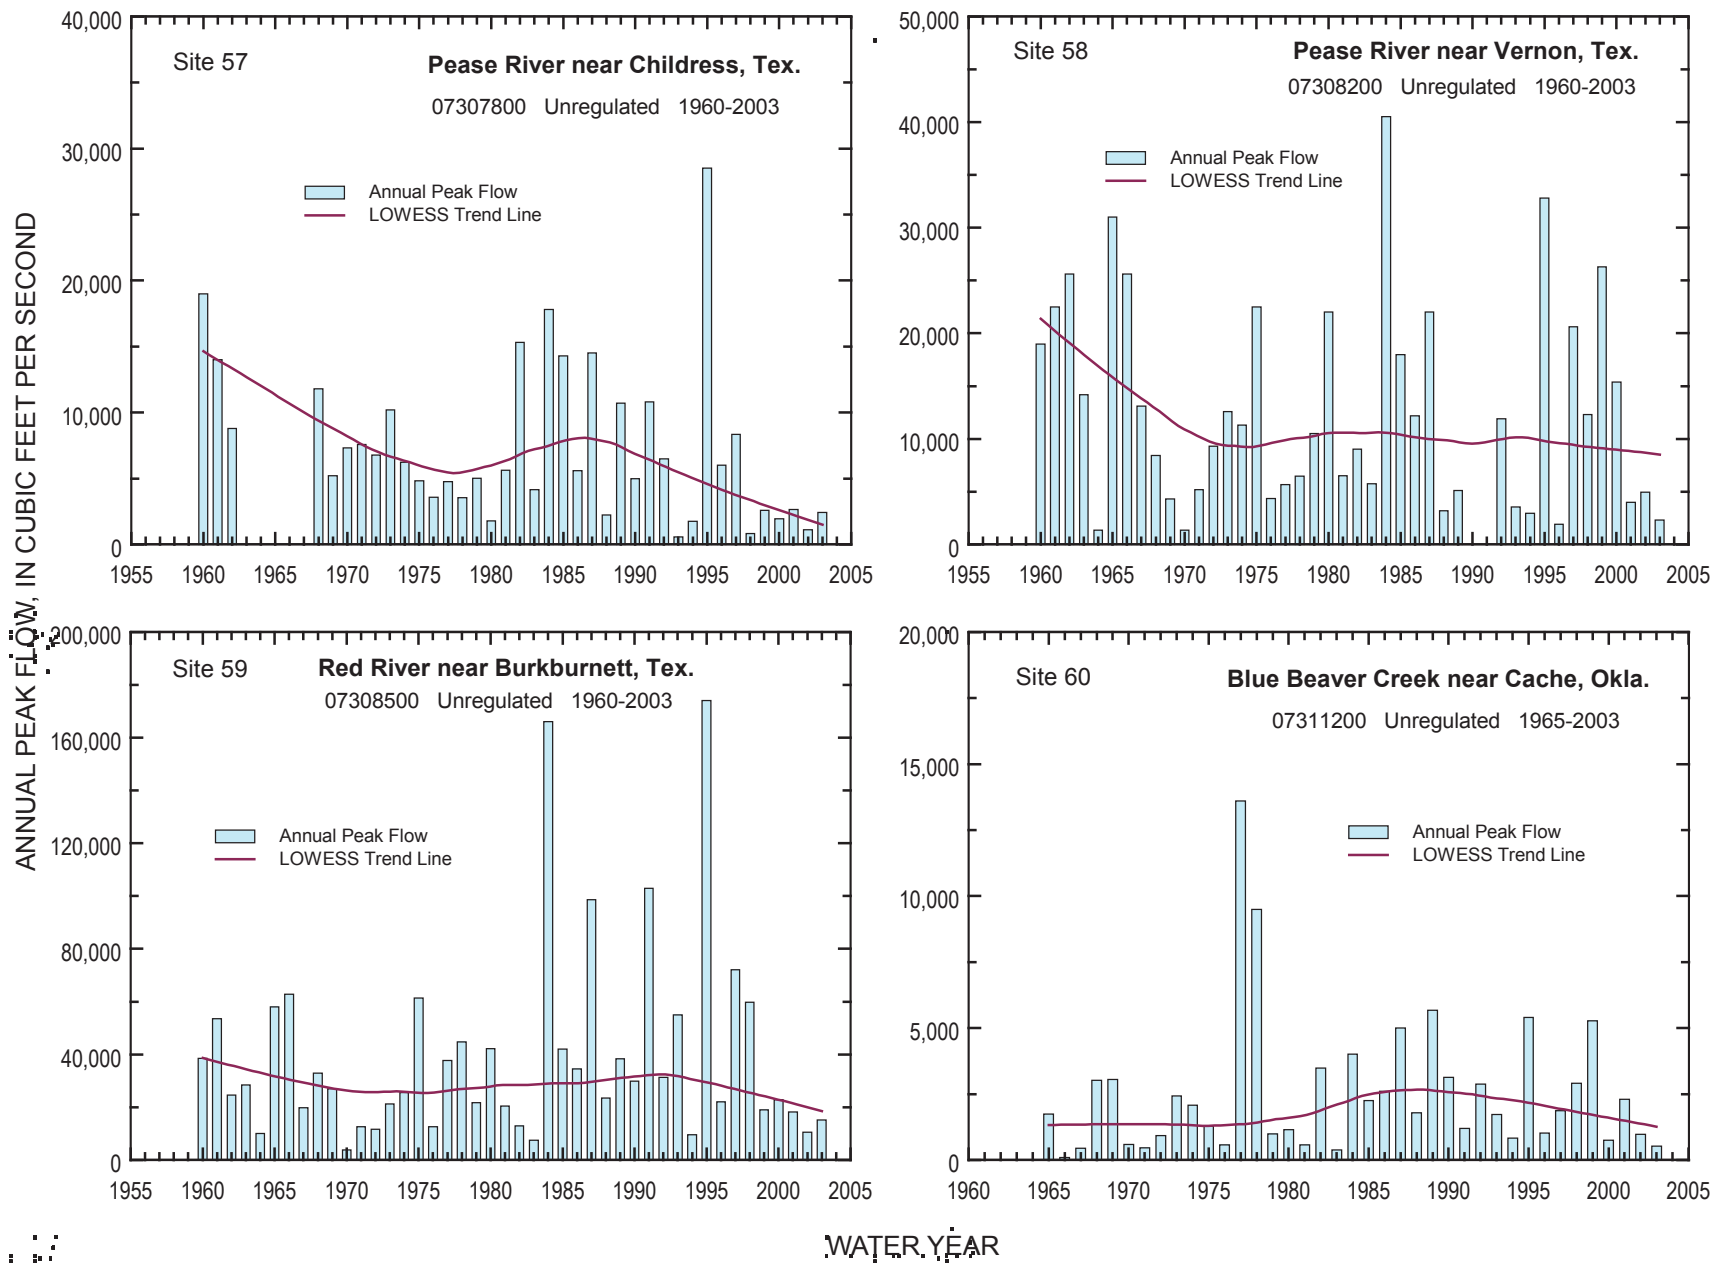 ANNUAL PEAK FLOW, IN CUBIC FEET PER SECOND
Site 57
Pease River near Childress, Tex.
07307800 Unregulated 1960-2003
Annual Peak Flow
LOWESS Trend Line
40,000
30,000
20,000
10,000
0
1955 1960 1965 1970 1975 1980 1985 1990 1995 2000 2005
Site 58
Pease River near Vernon, Tex.
07308200 Unregulated 1960-2003
Annual Peak Flow
LOWESS Trend Line
50,000
40,000
30,000
20,000
10,000
0
1955 1960 1965 1970 1975 1980 1985 1990 1995 2000 2005
Site 59
Red River near Burkburnett, Tex.
07308500 Unregulated 1960-2003
Annual Peak Flow
LOWESS Trend Line
200,000
160,000
120,000
80,000
40,000
0
1955 1960 1965 1970 1975 1980 1985 1990 1995 2000 2005
Site 60
Blue Beaver Creek near Cache, Okla.
07311200 Unregulated 1965-2003
Annual Peak Flow
LOWESS Trend Line
20,000
15,000
10,000
5,000
0
1960 1965 1970 1975 1980 1985 1990 1995 2000 2005
WATER YEAR